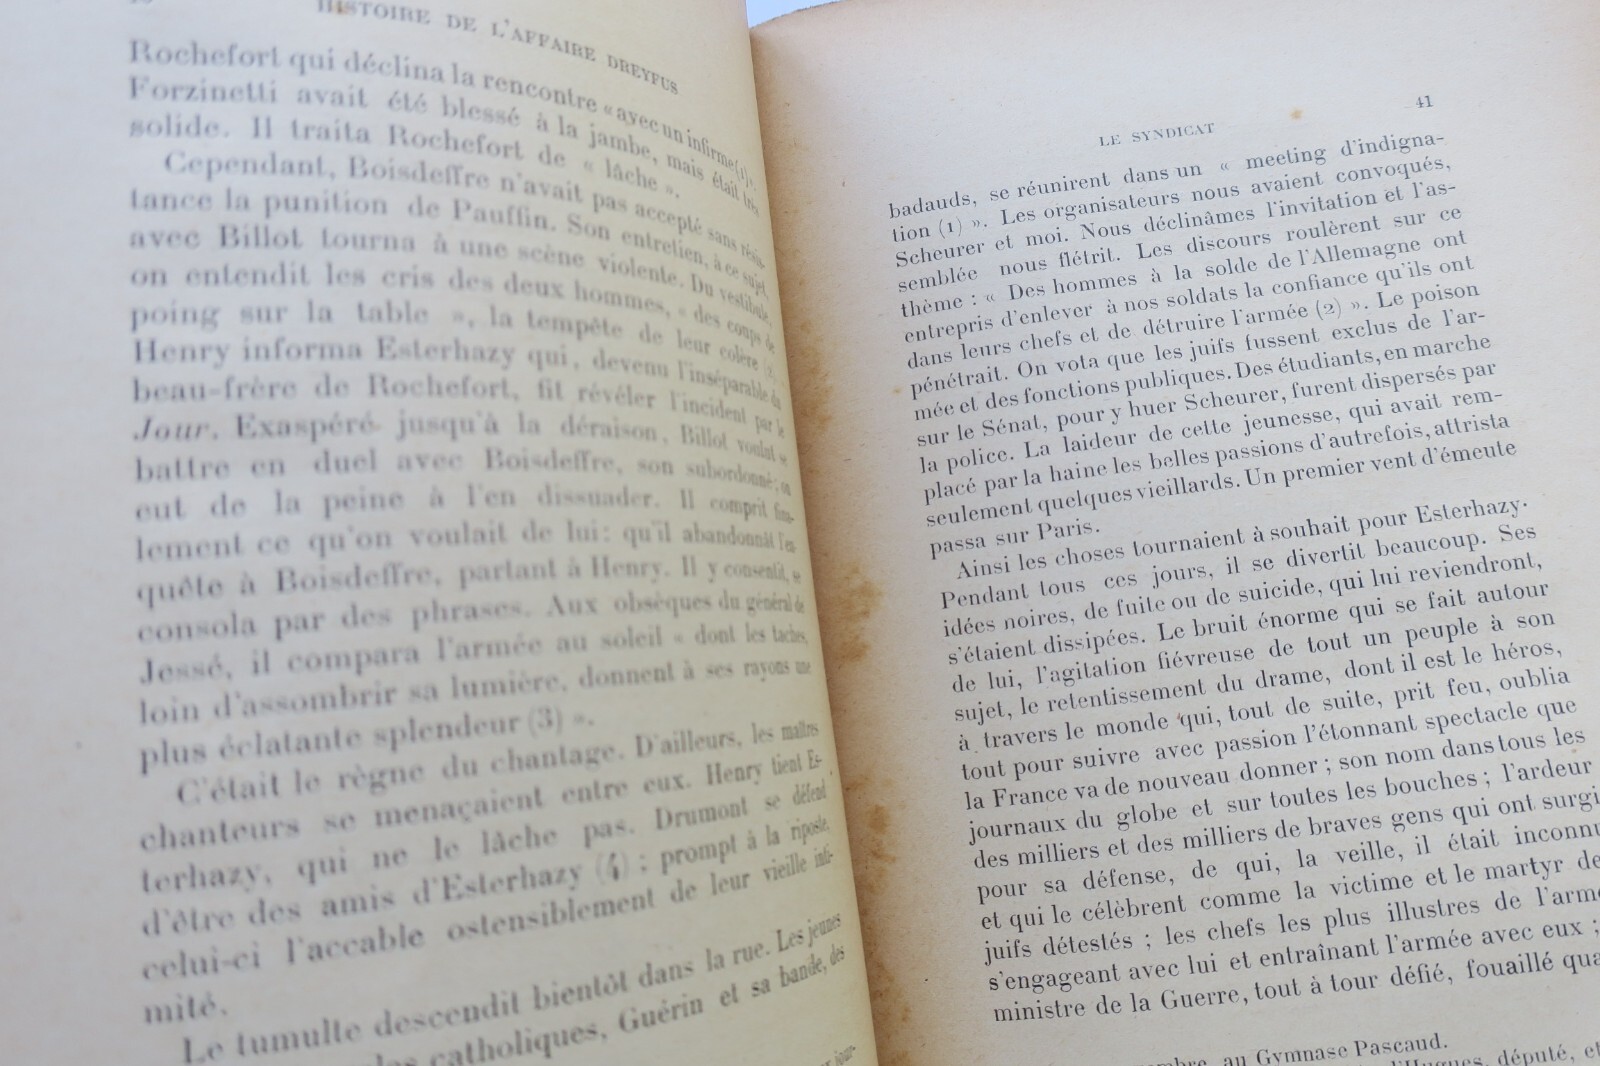 HISTOIRE DE L'AFFAIRE DREYFUS
Rochefort qui déclina la rencontre « avec un infirme (1) ».
Forzinetti avait été blessé à la jambe, mais était très
solide. Il traita Rochefort de « lâche ».
Cependant, Boisdeffre n'avait pas accepté sans résis-
tance la punition de Pauffin. Son entretien, à ce sujet,
avec Billot tourna à une scène violente. Du vestibule,
on entendit les cris des deux hommes, « des coups de
poing sur la table », la tempête de leur colère
Henry informa Esterhazy qui, devenu l'inséparable du
beau-frère de Rochefort, fit révéler l'incident par le
Jour. Exaspéré jusqu'à la déraison, Billot voulut se
battre en duel avec Boisdeffre, son subordonné ; on
eut de la peine à l'en dissuader. Il comprit fina-
lement ce qu'on voulait de lui : qu'il abandonnât l'en-
quête à Boisdeffre, partant à Henry. Il y consentit, se
consola par des phrases. Aux obsèques du général de
Jessé, il compara l'armée au soleil « dont les taches,
loin d'assombrir sa lumière, donnent à ses rayons une
plus éclatante splendeur (3) ».
C'était le règne du chantage. D'ailleurs, les maîtres
chanteurs se menaçaient entre eux. Henry tient Es-
terhazy, qui ne le lâche pas. Drumont se défend
d'être des amis d'Esterhazy (4) ; prompt à la riposte,
celui-ci l'accable ostensiblement de leur vieille inti-
mité.
Le tumulte descendit bientôt dans la rue. Les jeunes
catholiques, Guérin et sa bande, des
41
LE SYNDICAT
badauds, se réunirent dans un « meeting d'indigna-
tion (1) ». Les organisateurs nous avaient convoqués,
Scheurer et moi. Nous déclinâmes l'invitation et l'as-
semblée nous flétrit. Les discours roulèrent sur ce
thème : « Des hommes à la solde de l'Allemagne ont
entrepris d'enlever à nos soldats la confiance qu'ils ont
dans leurs chefs et de détruire l'armée (2) ». Le poison
pénétrait. On vota que les juifs fussent exclus de l'ar-
mée et des fonctions publiques. Des étudiants, en marche
sur le Sénat, pour y huer Scheurer, furent dispersés par
la police. La laideur de cette jeunesse, qui avait rem-
placé par la haine les belles passions d'autrefois, attrista
seulement quelques vieillards. Un premier vent d'émeute
passa sur Paris.
Ainsi les choses tournaient à souhait pour Esterhazy.
Pendant tous ces jours, il se divertit beaucoup. Ses
idées noires, de fuite ou de suicide, qui lui reviendront,
s'étaient dissipées. Le bruit énorme qui se fait autour
de lui, l'agitation fiévreuse de tout un peuple à son
sujet, le retentissement du drame, dont il est le héros,
à travers le monde qui, tout de suite, prit feu, oublia
tout pour suivre avec passion l'étonnant spectacle que
la France va de nouveau donner ; son nom dans tous les
journaux du globe et sur toutes les bouches ; l'ardeur
des milliers et des milliers de braves gens qui ont surgi
pour sa défense, de qui, la veille, il était inconnu
et qui le célèbrent comme la victime et le martyr de
juifs détestés ; les chefs les plus illustres de l'armé
s'engageant avec lui et entraînant l'armée avec eux ;
ministre de la Guerre, tout à tour défié, fouaillé qua
mbre, au Gymnase Pascaud.
d'Hugues, député, et